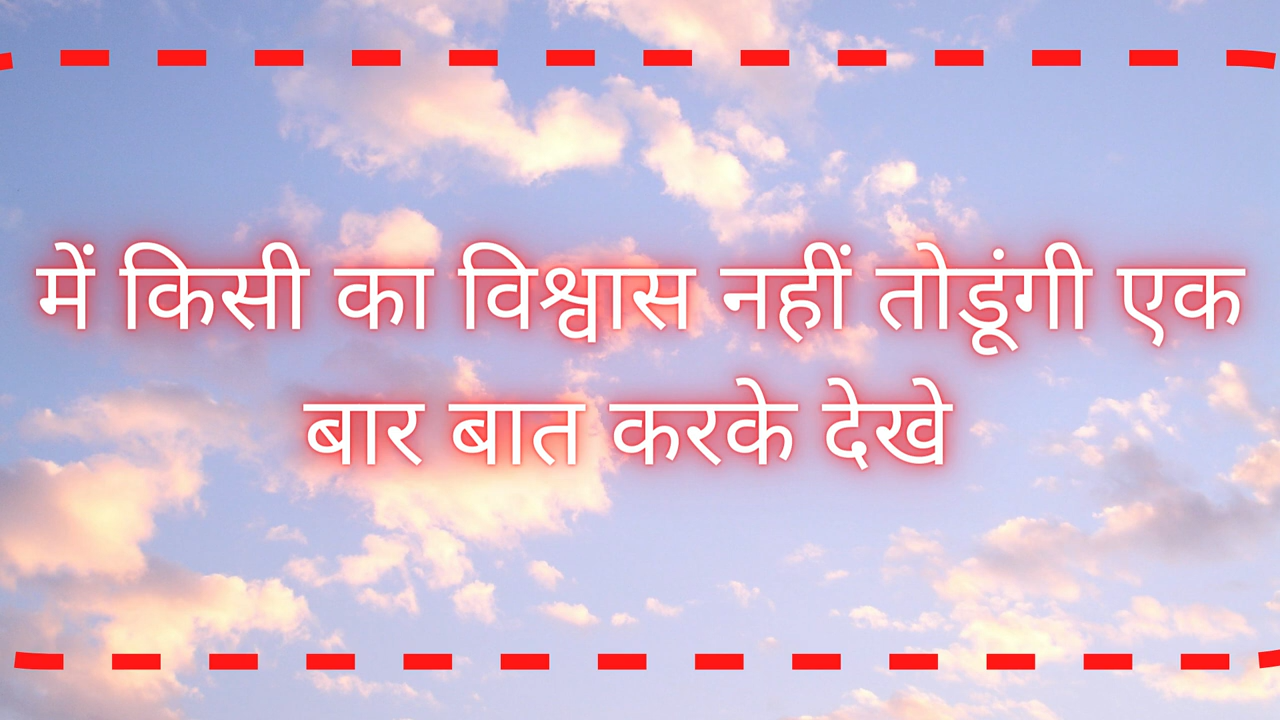 में किसी का विश्वास नहीं तोडूंगी एक
बार बात करके देखे